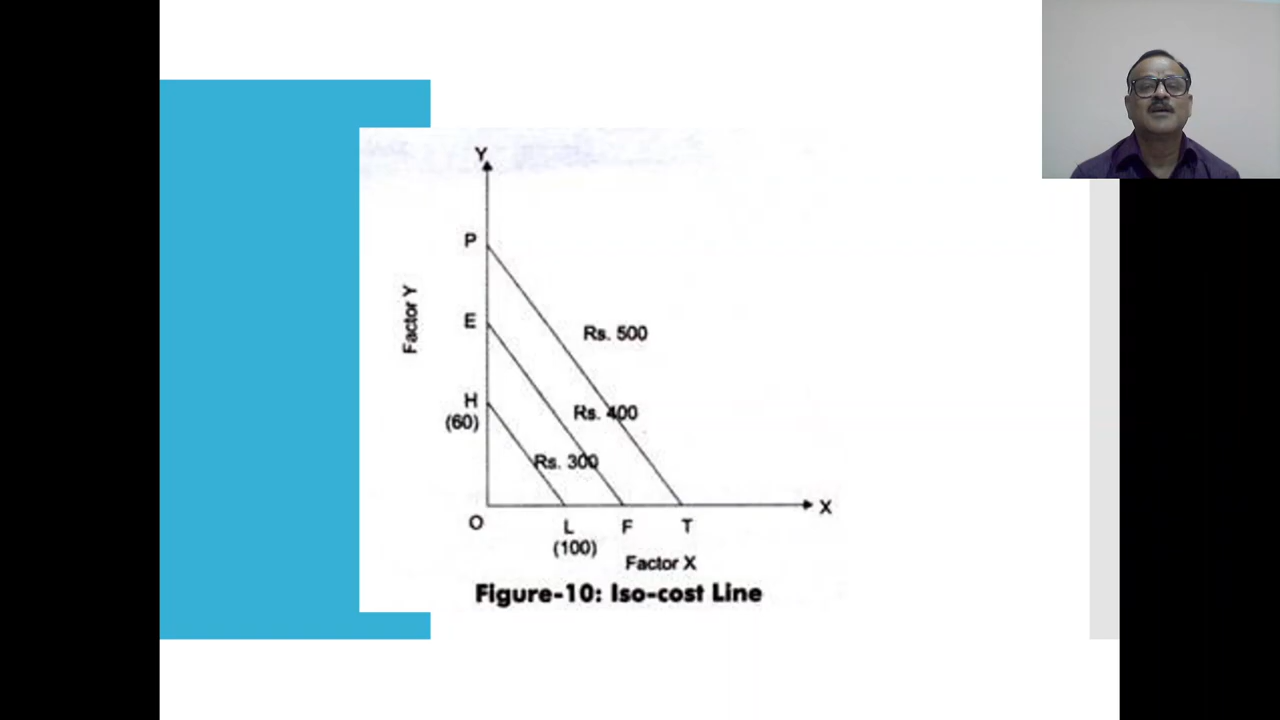 Y
P
Factor Y
Rs. 500
E
H
(60)
Rs. 400
Rs. 300
O
L
F
T
X
(100)
Factor X
Figure-10: Iso-cost Line